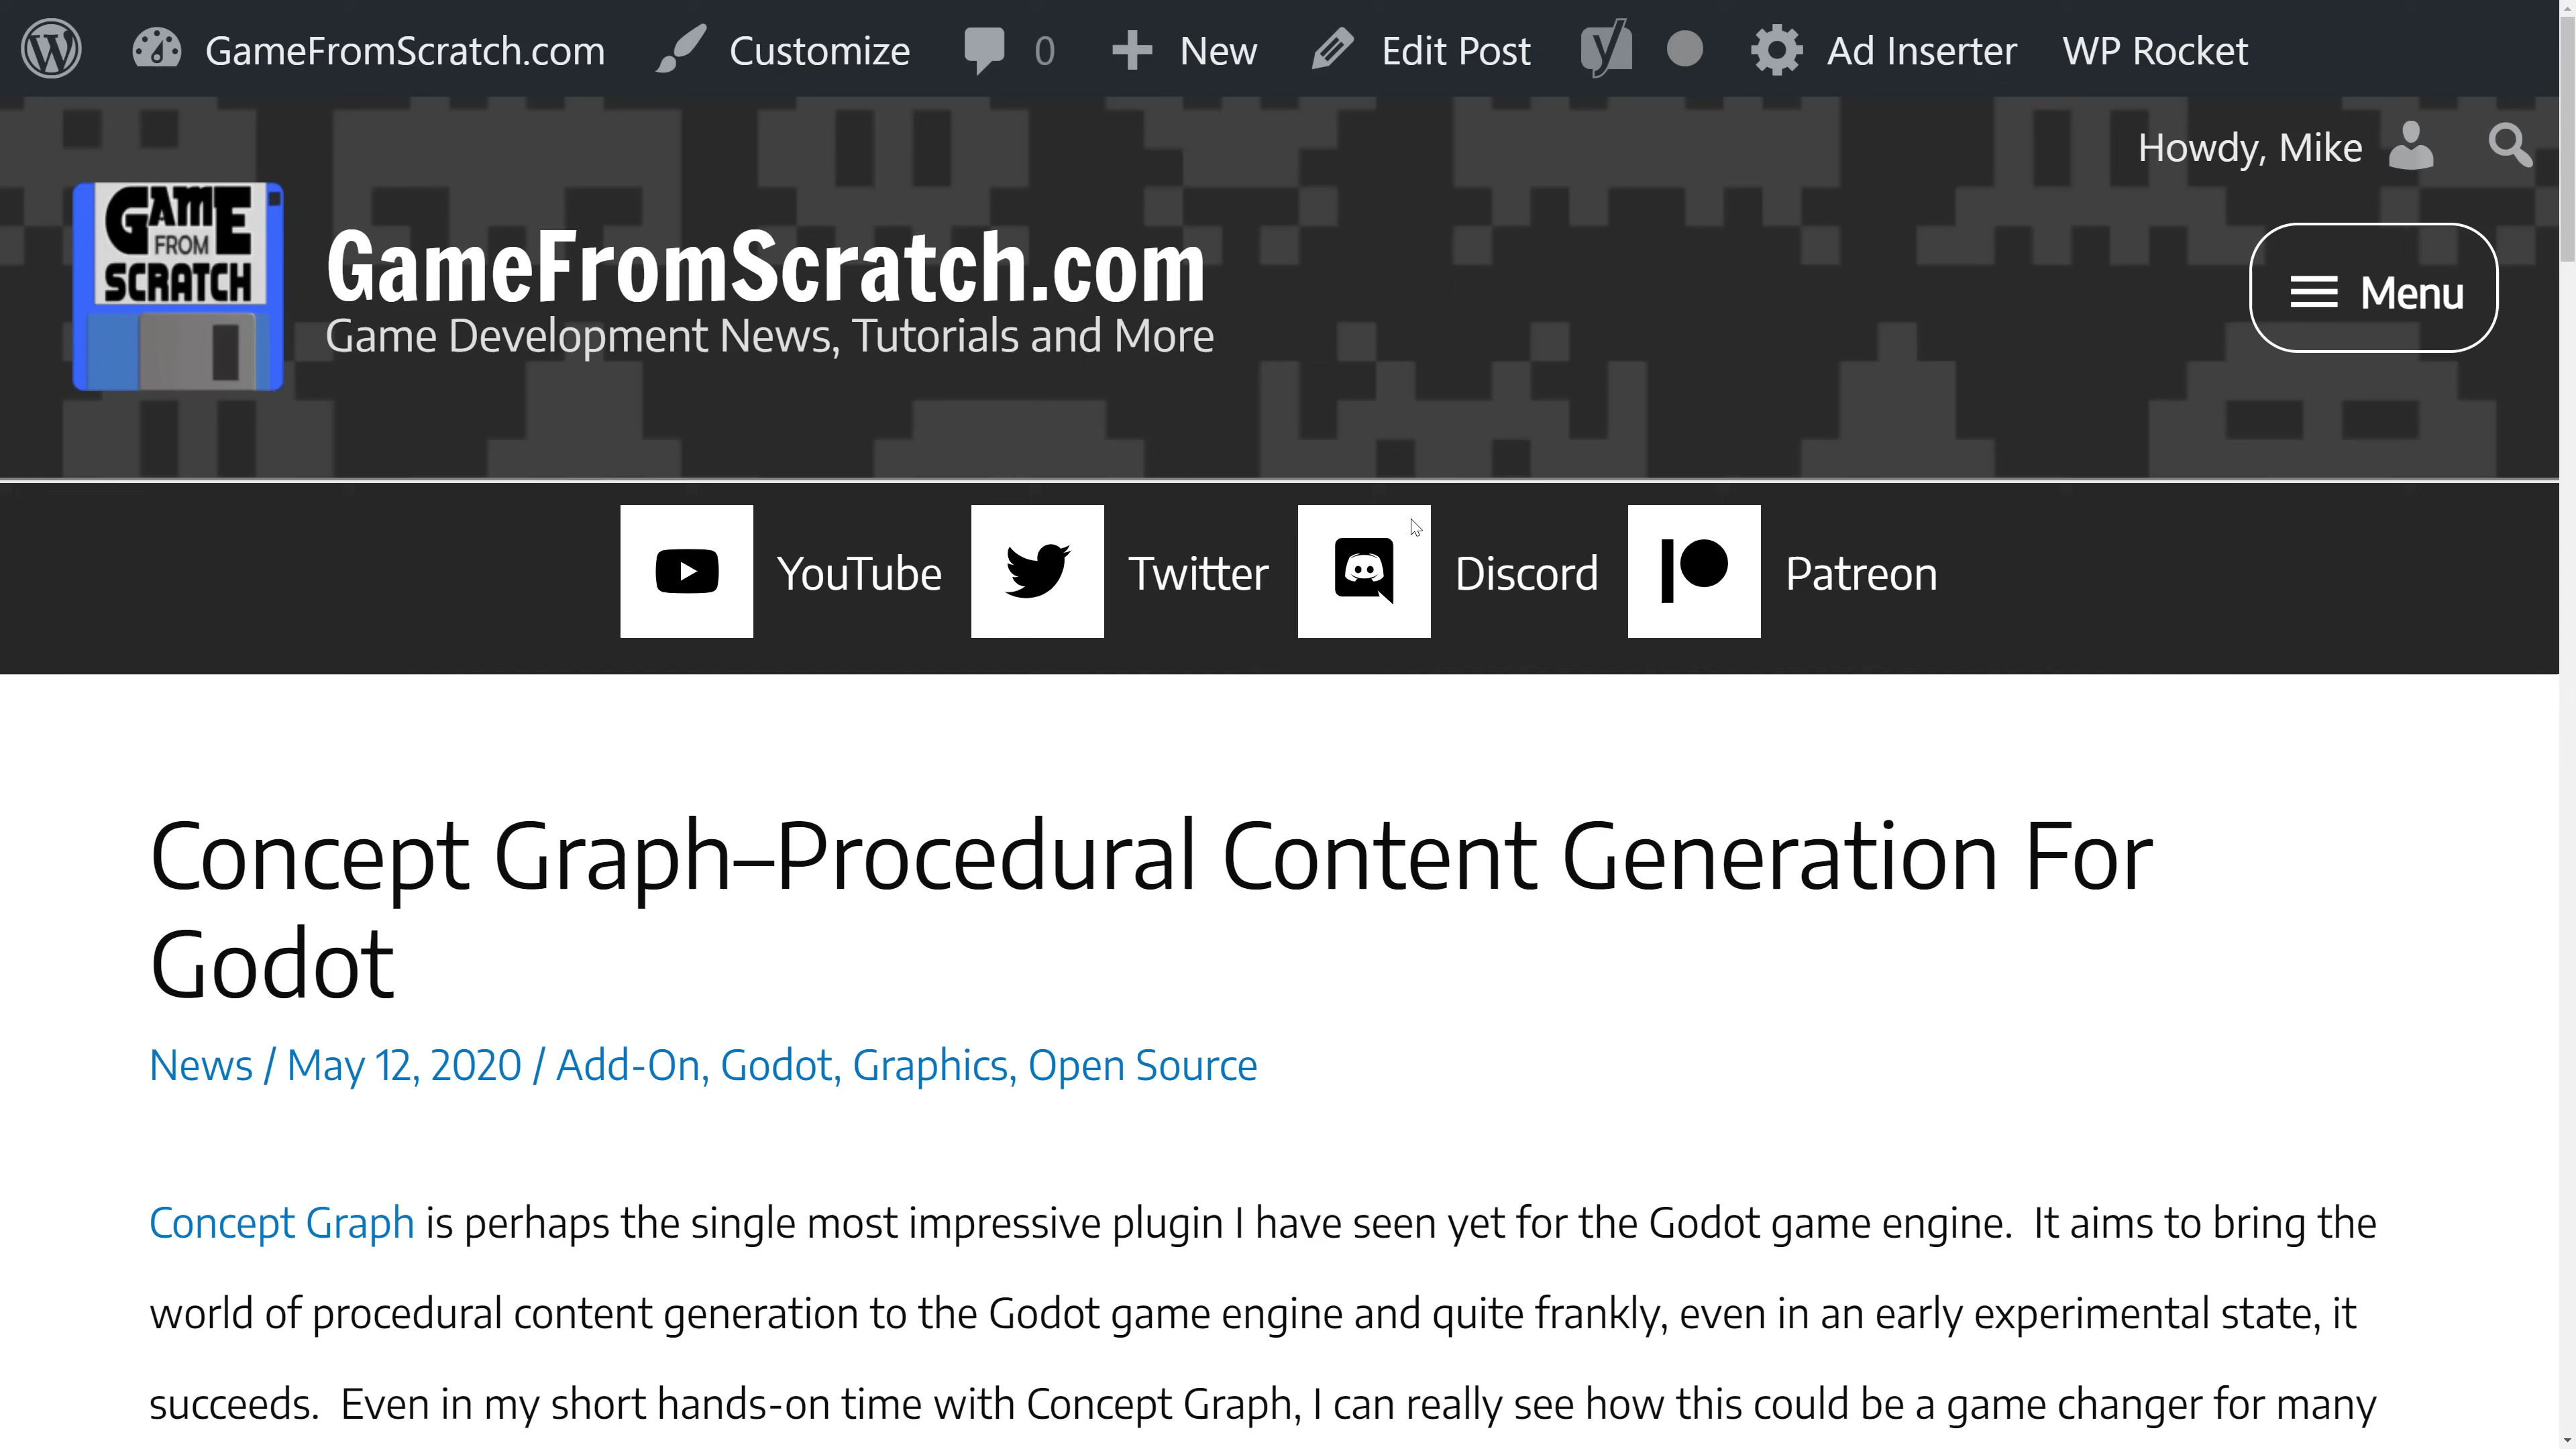 GameFromScratch.com Customize 0 New Edit Post Ad Inserter WP Rocket
Howdy, Mike
GAME
FROM
SCRATCH
GameFromScratch.com
Game Development News, Tutorials and More
Menu
YouTube Twitter Discord Patreon
Concept Graph–Procedural Content Generation For
Godot
News / May 12, 2020 / Add-On, Godot, Graphics, Open Source
Concept Graph is perhaps the single most impressive plugin I have seen yet for the Godot game engine.  It aims to bring the
world of procedural content generation to the Godot game engine and quite frankly, even in an early experimental state, it
succeeds.  Even in my short hands-on time with Concept Graph, I can really see how this could be a game changer for many